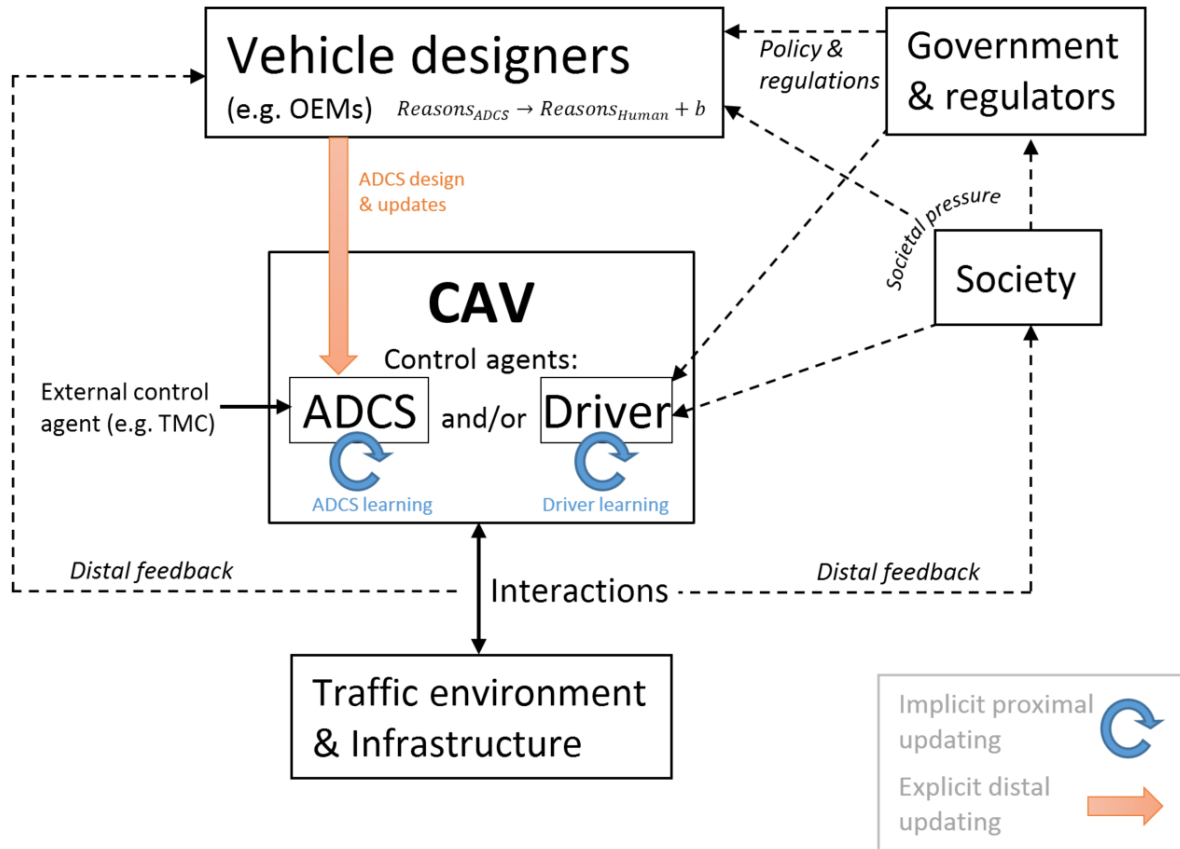 Vehicle designers
(e.g. OEMs) Reasons_ADCS → Reasons_Human + b
Policy &
regulations
Government
& regulators
ADCS design
& updates
Societal pressure
Society
CAV
Control agents:
External control
agent (e.g. TMC)
ADCS and/or Driver
ADCS learning
Driver learning
Distal feedback
Interactions
Distal feedback
Traffic environment
& Infrastructure
Implicit proximal
updating
Explicit distal
updating